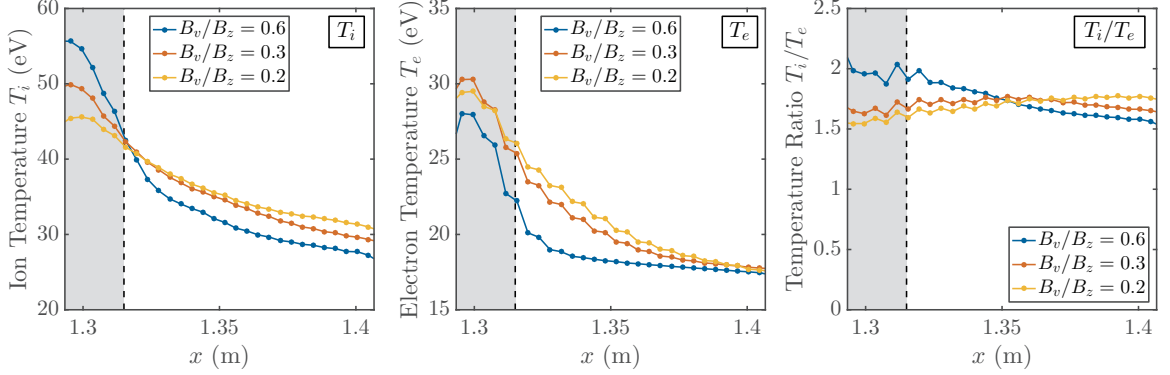 Ion Temperature T_i (eV)
60
50
40
30
20
1.3
1.35
1.4
x (m)
B_v/B_z = 0.6
B_v/B_z = 0.3
B_v/B_z = 0.2
T_i
Electron Temperature T_e (eV)
35
30
25
20
15
1.3
1.35
1.4
x (m)
B_v/B_z = 0.6
B_v/B_z = 0.3
B_v/B_z = 0.2
T_e
Temperature Ratio T_i/T_e
2.5
2
1.5
1
0.5
0
1.3
1.35
1.4
x (m)
T_i/T_e
B_v/B_z = 0.6
B_v/B_z = 0.3
B_v/B_z = 0.2